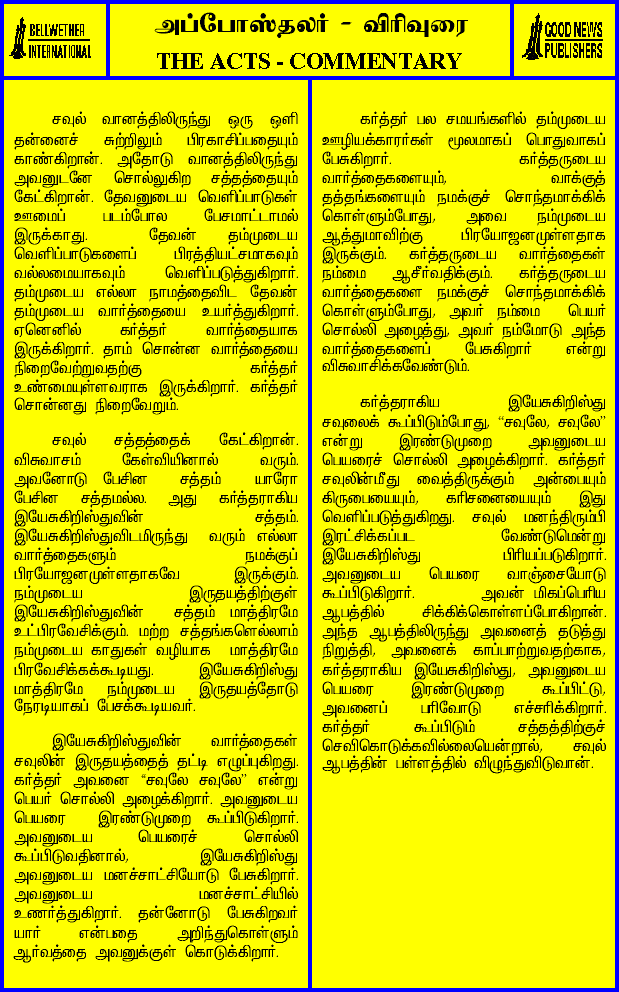 BELLWETHER
INTERNATIONAL
அப்போஸ்தலர் - விரிவுரை
THE ACTS - COMMENTARY
GOOD NEWS
PUBLISHERS
சவுல் வானத்திலிருந்து ஒரு ஒளி
தன்னைச் சுற்றிலும் பிரகாசிப்பதையும்
காண்கிறான். அதோடு வானத்திலிருந்து
அவனுடனே சொல்லுகிற சத்தத்தையும்
கேட்கிறான். தேவனுடைய வெளிப்பாடுகள்
ஊமைப் படம்போல பேசமாட்டாமல்
இருக்காது. தேவன் தம்முடைய
வெளிப்பாடுகளைப் பிரத்தியட்சமாகவும்
வல்லமையாகவும் வெளிப்படுத்துகிறார்.
தம்முடைய எல்லா நாமத்தைவிட தேவன்
தம்முடைய வார்த்தையை உயர்த்துகிறார்.
ஏனெனில் கர்த்தர் வார்த்தையாக
இருக்கிறார். தாம் சொன்ன வார்த்தையை
நிறைவேற்றுவதற்கு கர்த்தர்
உண்மையுள்ளவராக இருக்கிறார். கர்த்தர்
சொன்னது நிறைவேறும்.
சவுல் சத்தத்தைக் கேட்கிறான்.
விசுவாசம் கேள்வியினால் வரும்.
அவனோடு பேசின சத்தம் யாரோ
பேசின சத்தமல்ல. அது கர்த்தராகிய
இயேசுகிறிஸ்துவின் சத்தம்.
இயேசுகிறிஸ்துவிடமிருந்து வரும் எல்லா
வார்த்தைகளும் நமக்குப்
பிரயோஜனமுள்ளதாகவே இருக்கும்.
நம்முடைய இருதயத்திற்குள்
இயேசுகிறிஸ்துவின் சத்தம் மாத்திரமே
உட்பிரவேசிக்கும். மற்ற சத்தங்களெல்லாம்
நம்முடைய காதுகள் வழியாக மாத்திரமே
பிரவேசிக்கக்கூடியது. இயேசுகிறிஸ்து
மாத்திரமே நம்முடைய இருதயத்தோடு
நேரடியாகப் பேசக்கூடியவர்.
இயேசுகிறிஸ்துவின் வார்த்தைகள்
சவுலின் இருதயத்தைத் தட்டி எழுப்புகிறது.
கர்த்தர் அவனை “சவுலே சவுலே” என்று
பெயர் சொல்லி அழைக்கிறார். அவனுடைய
பெயரை இரண்டுமுறை கூப்பிடுகிறார்.
அவனுடைய பெயரைச் சொல்லி
கூப்பிடுவதினால், இயேசுகிறிஸ்து
அவனுடைய மனச்சாட்சியோடு பேசுகிறார்.
அவனுடைய மனச்சாட்சியில்
உணர்த்துகிறார். தன்னோடு பேசுகிறவர்
யார் என்பதை அறிந்துகொள்ளும்
ஆர்வத்தை அவனுக்குள் கொடுக்கிறார்.
கர்த்தர் பல சமயங்களில் தம்முடைய
ஊழியக்காரர்கள் மூலமாகப் பொதுவாகப்
பேசுகிறார். கர்த்தருடைய
வார்த்தைகளையும், வாக்குத்
தத்தங்களையும் நமக்குச் சொந்தமாக்கிக்
கொள்ளும்போது, அவை நம்முடைய
ஆத்துமாவிற்கு பிரயோஜனமுள்ளதாக
இருக்கும். கர்த்தருடைய வார்த்தைகள்
நம்மை ஆசீர்வதிக்கும். கர்த்தருடைய
வார்த்தைகளை நமக்குச் சொந்தமாக்கிக்
கொள்ளும்போது, அவர் நம்மை பெயர்
சொல்லி அழைத்து, அவர் நம்மோடு அந்த
வார்த்தைகளைப் பேசுகிறார் என்று
விசுவாசிக்கவேண்டும்.
கர்த்தராகிய இயேசுகிறிஸ்து
சவுலைக் கூப்பிடும்போது, “சவுலே, சவுலே”
என்று இரண்டுமுறை அவனுடைய
பெயரைச் சொல்லி அழைக்கிறார். கர்த்தர்
சவுலின்மீது வைத்திருக்கும் அன்பையும்
கிருபையையும், கரிசனையையும் இது
வெளிப்படுத்துகிறது. சவுல் மனந்திரும்பி
இரட்சிக்கப்பட வேண்டுமென்று
இயேசுகிறிஸ்து பிரியப்படுகிறார்.
அவனுடைய பெயரை வாஞ்சையோடு
கூப்பிடுகிறார். அவன் மிகப்பெரிய
ஆபத்தில் சிக்கிக்கொள்ளப்போகிறான்.
அந்த ஆபத்திலிருந்து அவனைத் தடுத்து
நிறுத்தி, அவனைக் காப்பாற்றுவதற்காக,
கர்த்தராகிய இயேசுகிறிஸ்து, அவனுடைய
பெயரை இரண்டுமுறை கூப்பிட்டு,
அவனைப் பரிவோடு எச்சரிக்கிறார்.
கர்த்தர் கூப்பிடும் சத்தத்திற்குச்
செவிகொடுக்கவில்லையென்றால், சவுல்
ஆபத்தின் பள்ளத்தில் விழுந்துவிடுவான்.